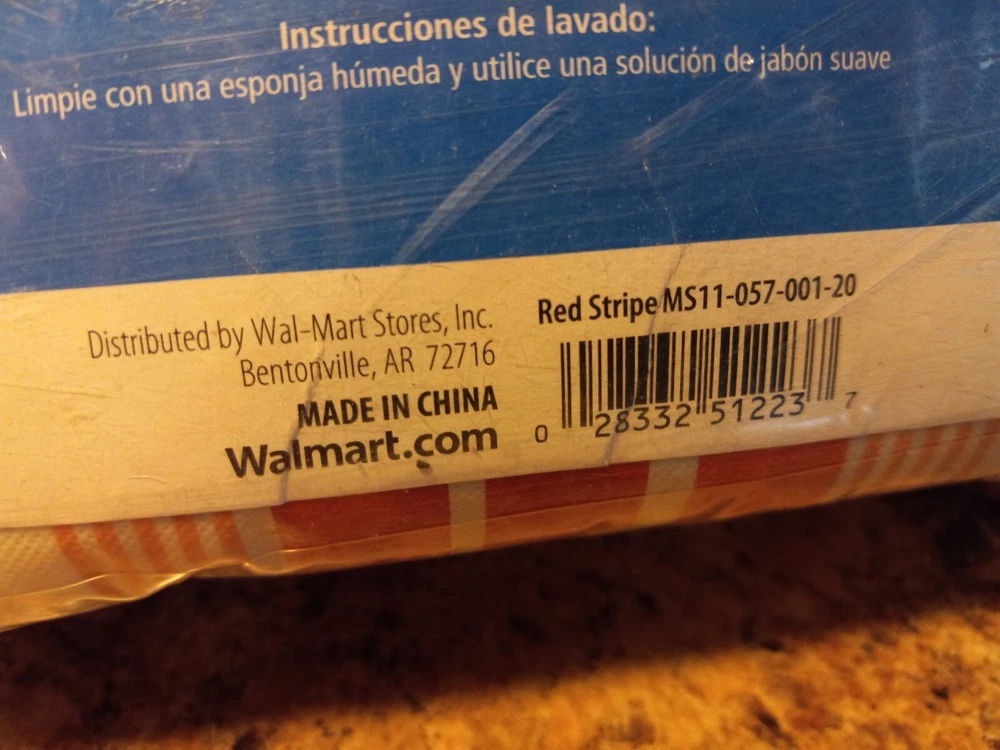 Instrucciones de lavado:
Limpie con una esponja húmeda y utilice una solución de jabón suave
Distributed by Wal-Mart Stores, Inc.
Bentonville, AR 72716
MADE IN CHINA
Walmart.com
Red Stripe MS11-057-001-20
0 28332 51223 7